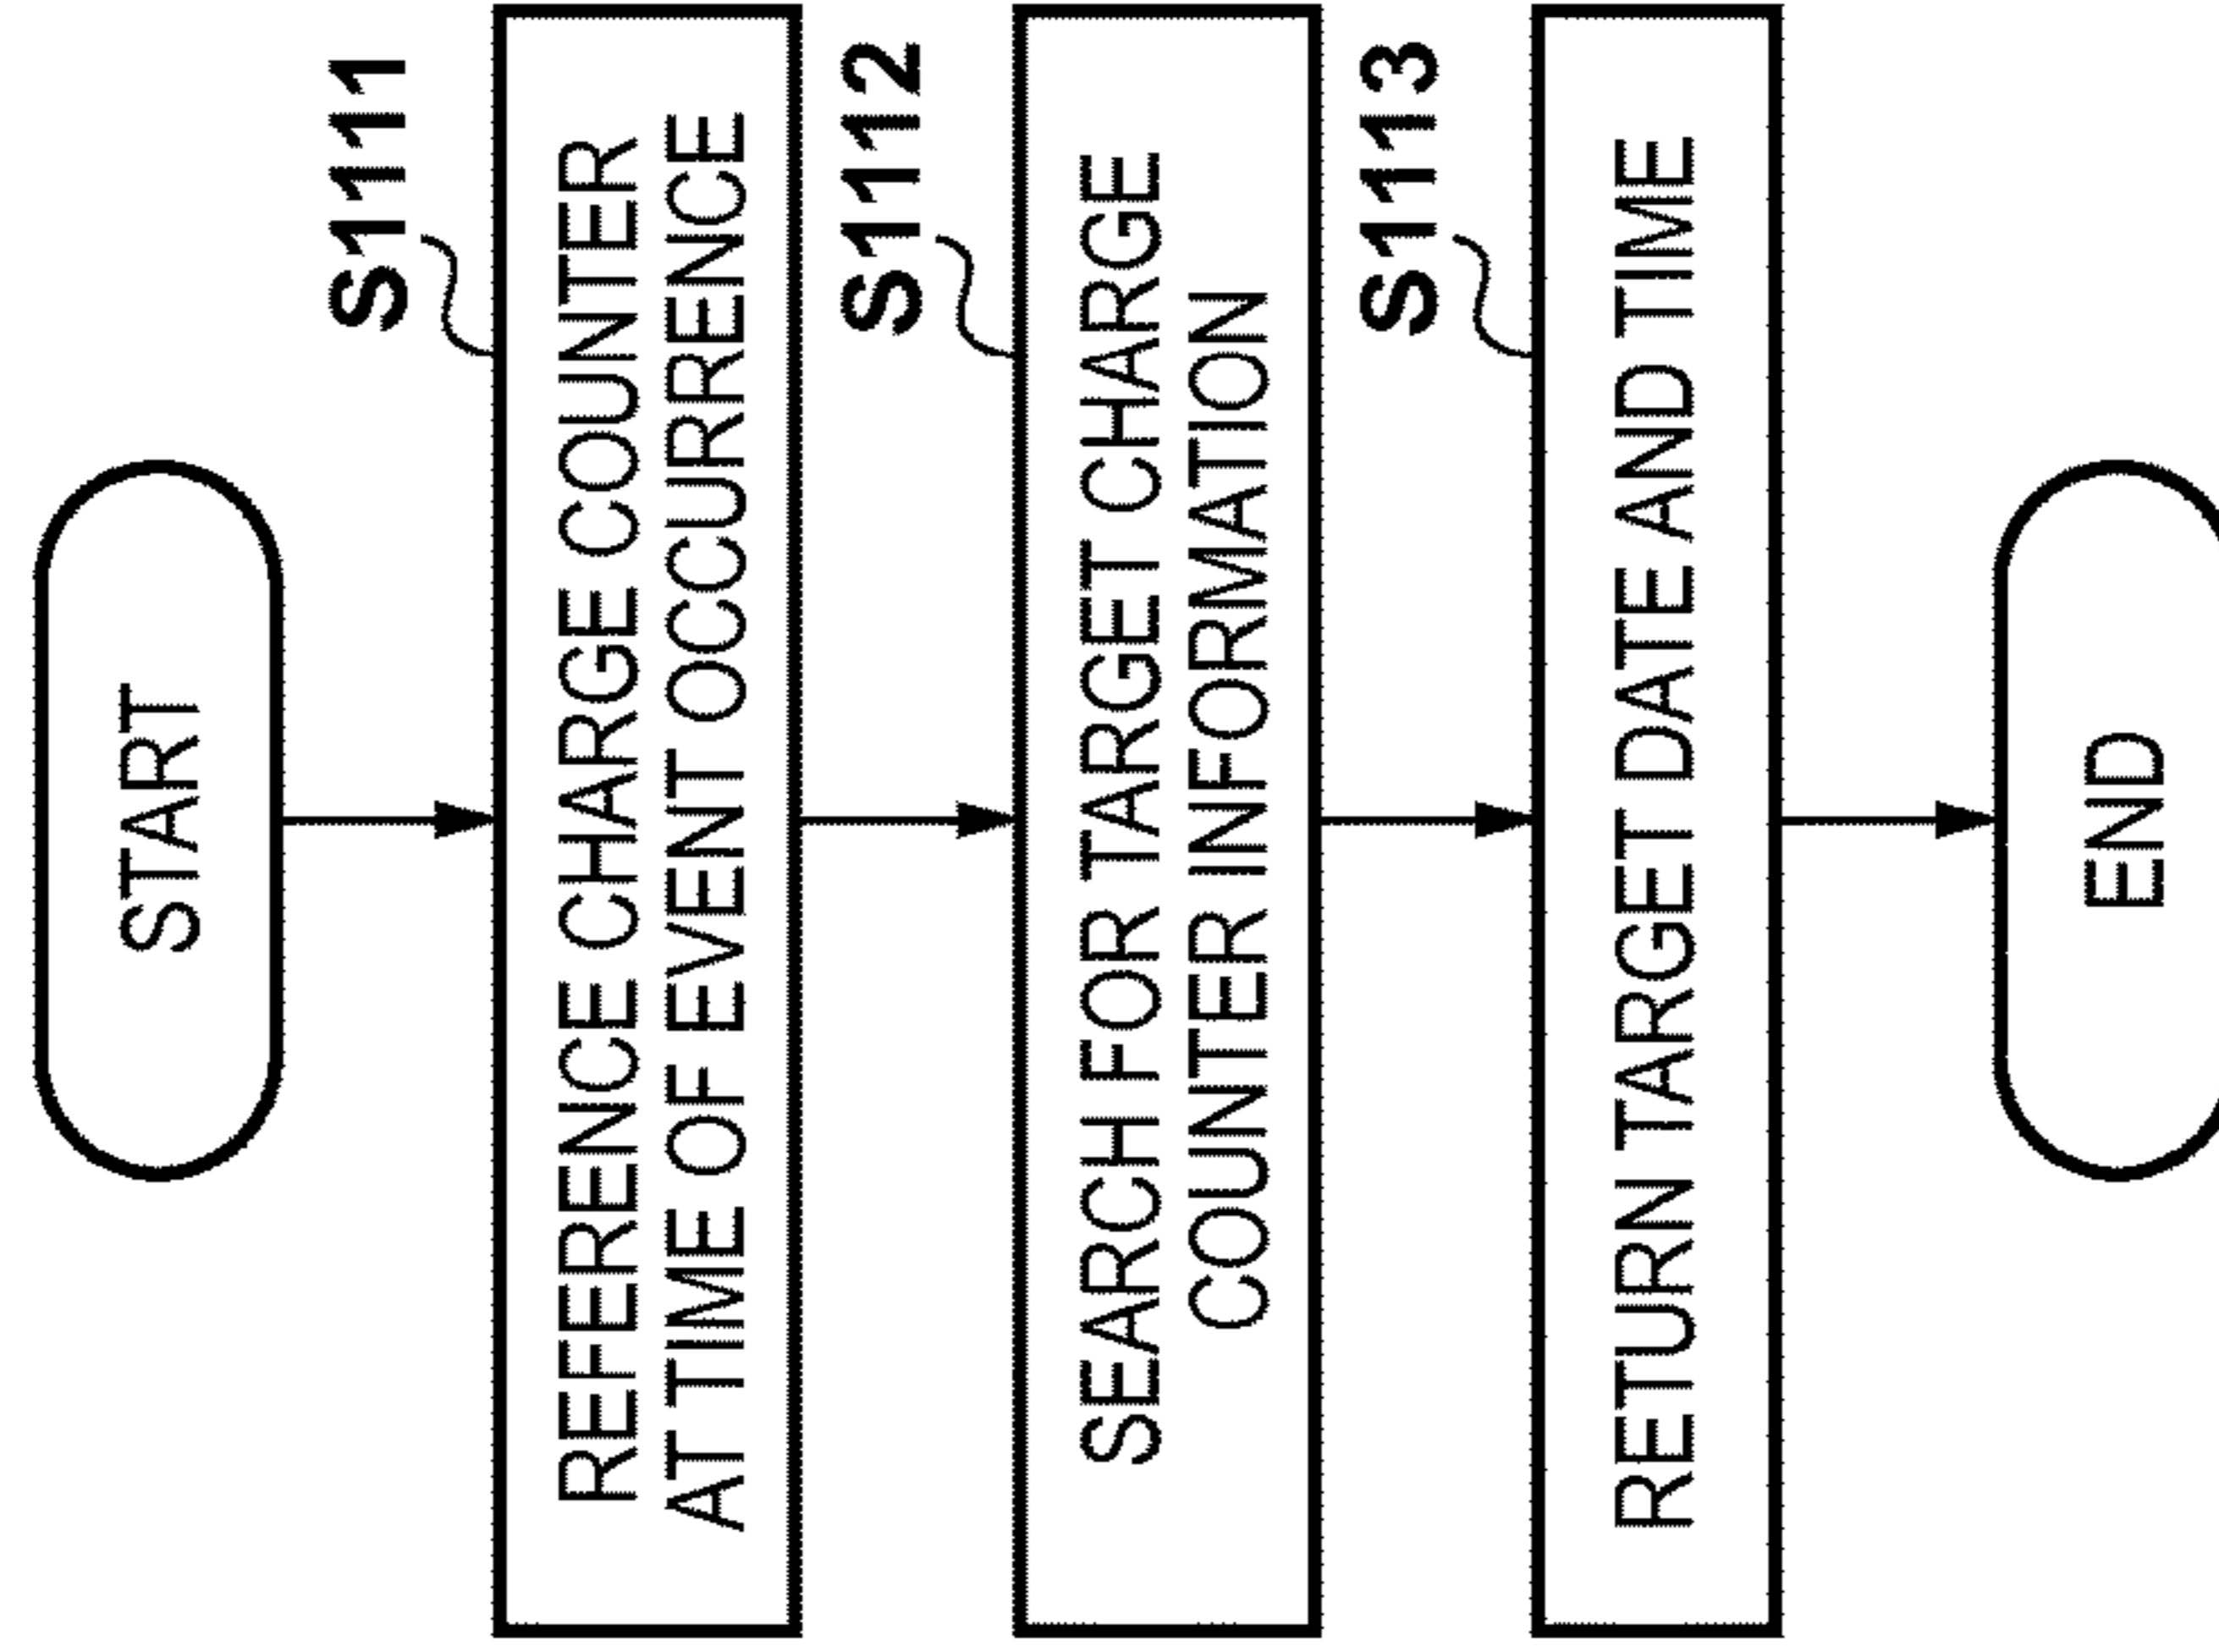 START
S1111
REFERENCE CHARGE COUNTER
AT TIME OF EVENT OCCURRENCE
S1112
SEARCH FOR TARGET CHARGE
COUNTER INFORMATION
S1113
RETURN TARGET DATE AND TIME
END